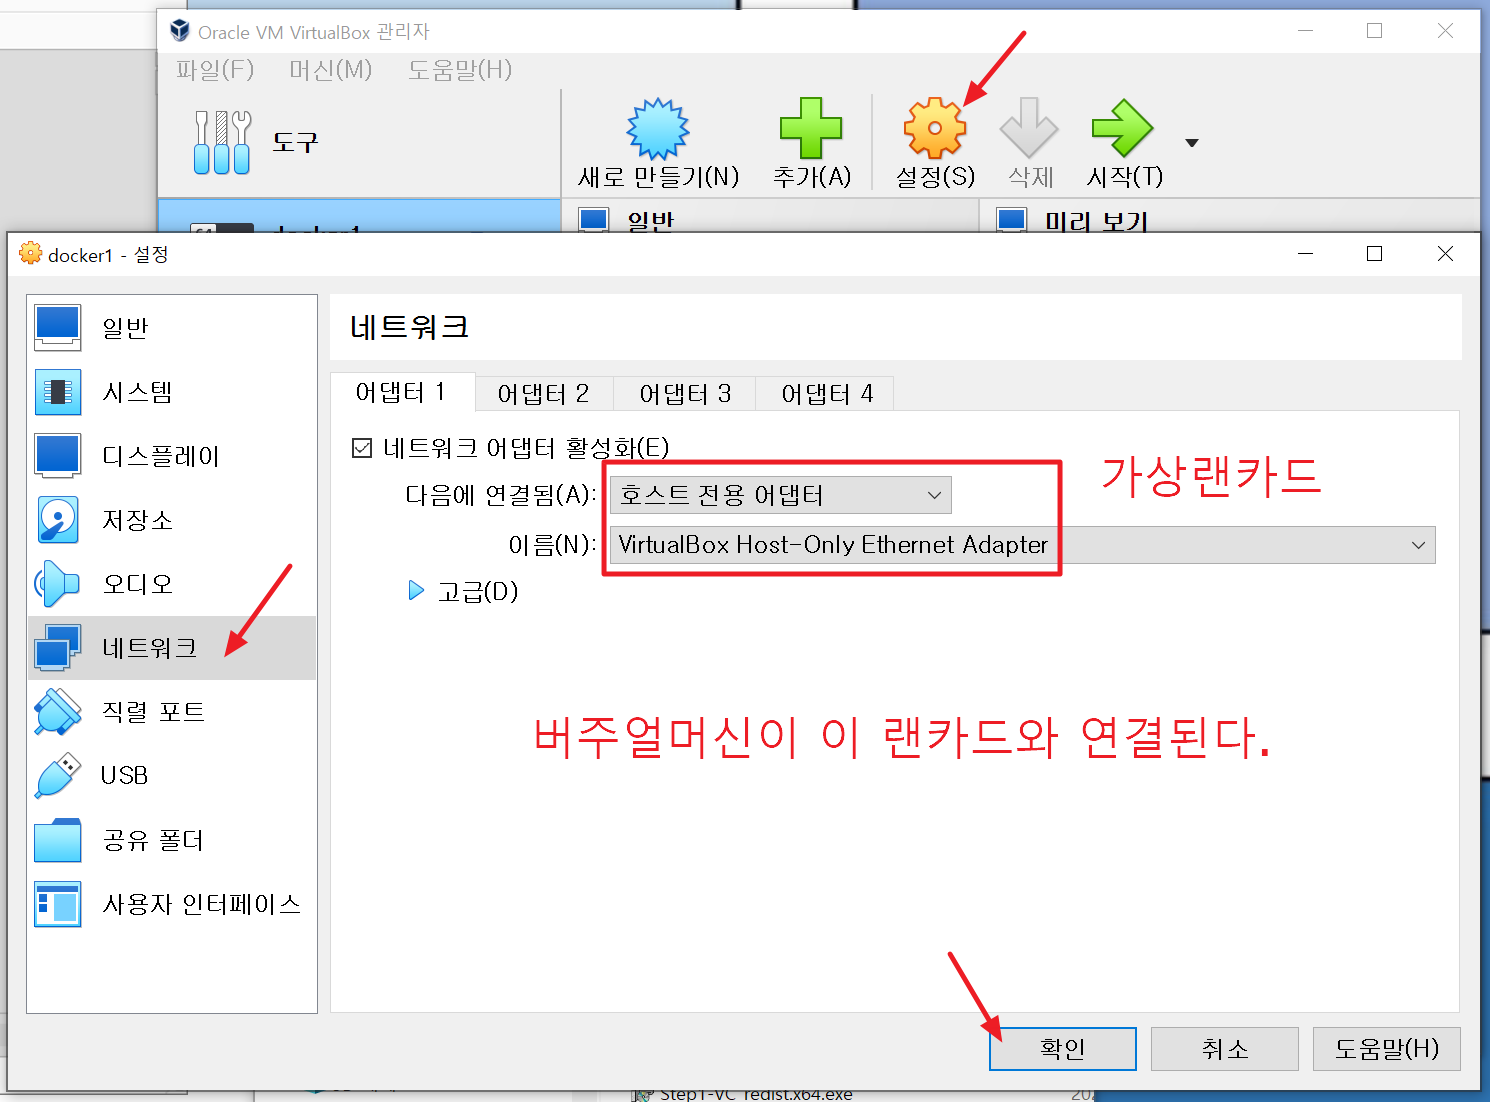 Oracle VM VirtualBox 관리자
파일(F) 머신(M) 도움말(H)
도구
새로 만들기(N) 추가(A) 설정(S) 삭제 시작(T)
docker1 일반 미리 보기
docker1 - 설정
일반
시스템
디스플레이
저장소
오디오
네트워크
직렬 포트
USB
공유 폴더
사용자 인터페이스
네트워크
어댑터 1 어댑터 2 어댑터 3 어댑터 4
네트워크 어댑터 활성화(E)
다음에 연결됨(A): 호스트 전용 어댑터
가상랜카드
이름(N): VirtualBox Host-Only Ethernet Adapter
고급(D)
버주얼머신이 이 랜카드와 연결된다.
확인 취소 도움말(H)
Step1-VC_redist.x64.exe